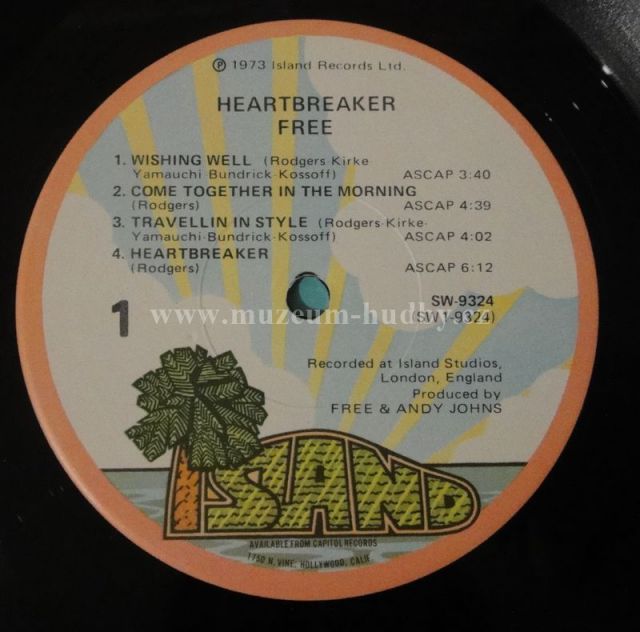 ℗ 1973 Island Records Ltd.
HEARTBREAKER
FREE
1. WISHING WELL (Rodgers-Kirke
Yamauchi-Bundrick-Kossoff) ASCAP 3:40
2. COME TOGETHER IN THE MORNING
(Rodgers) ASCAP 4:39
3. TRAVELLIN IN STYLE (Rodgers-Kirke-
Yamauchi-Bundrick-Kossoff) ASCAP 4:02
4. HEARTBREAKER
(Rodgers) ASCAP 6:12
1
SW-9324
(SW1-9324)
Recorded at Island Studios,
London, England
Produced by
FREE & ANDY JOHNS
ISLAND
AVAILABLE FROM CAPITOL RECORDS
1750 N. VINE, HOLLYWOOD, CALIF.